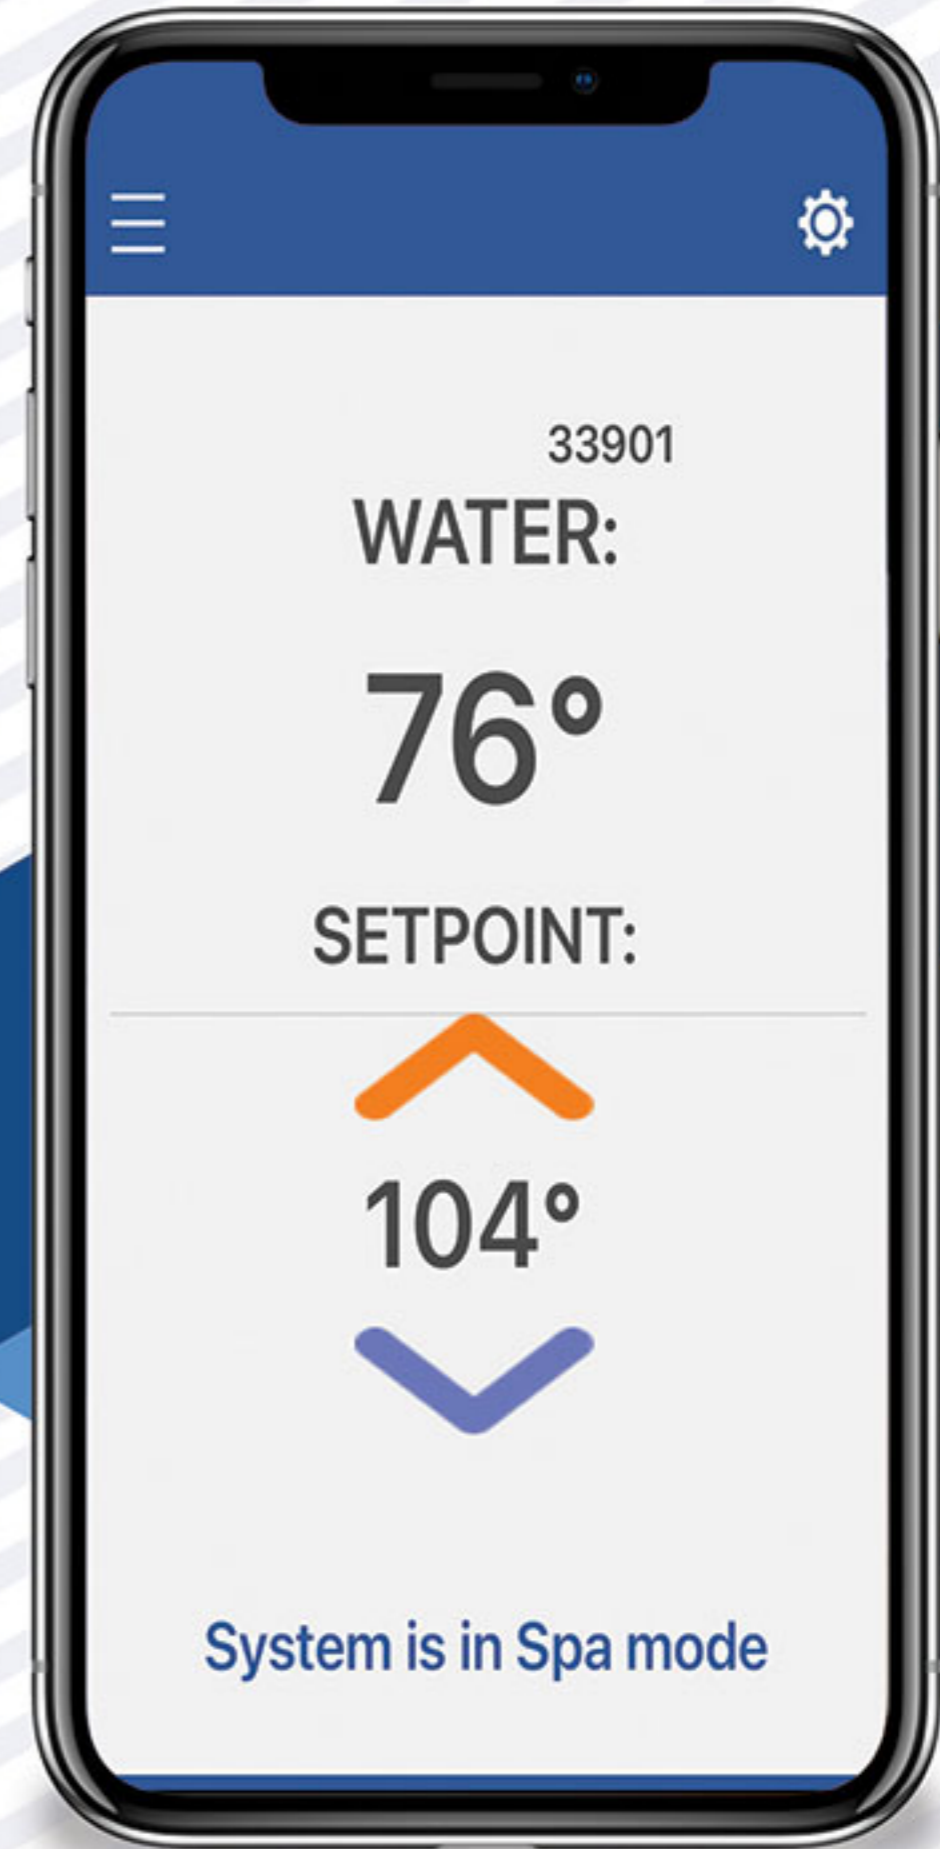 33901
WATER:
76°
SETPOINT:
104°
System is in Spa mode